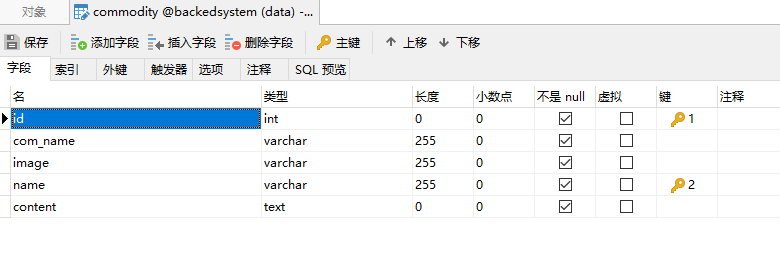 对象 commodity @backedsystem (data) -...
保存 添加字段 插入字段 删除字段 主键 上移 下移
字段 索引 外键 触发器 选项 注释 SQL 预览
名 类型 长度 小数点 不是 null 虚拟 键 注释
id int 0 0 1
com_name varchar 255 0
image varchar 255 0
name varchar 255 0 2
content text 0 0